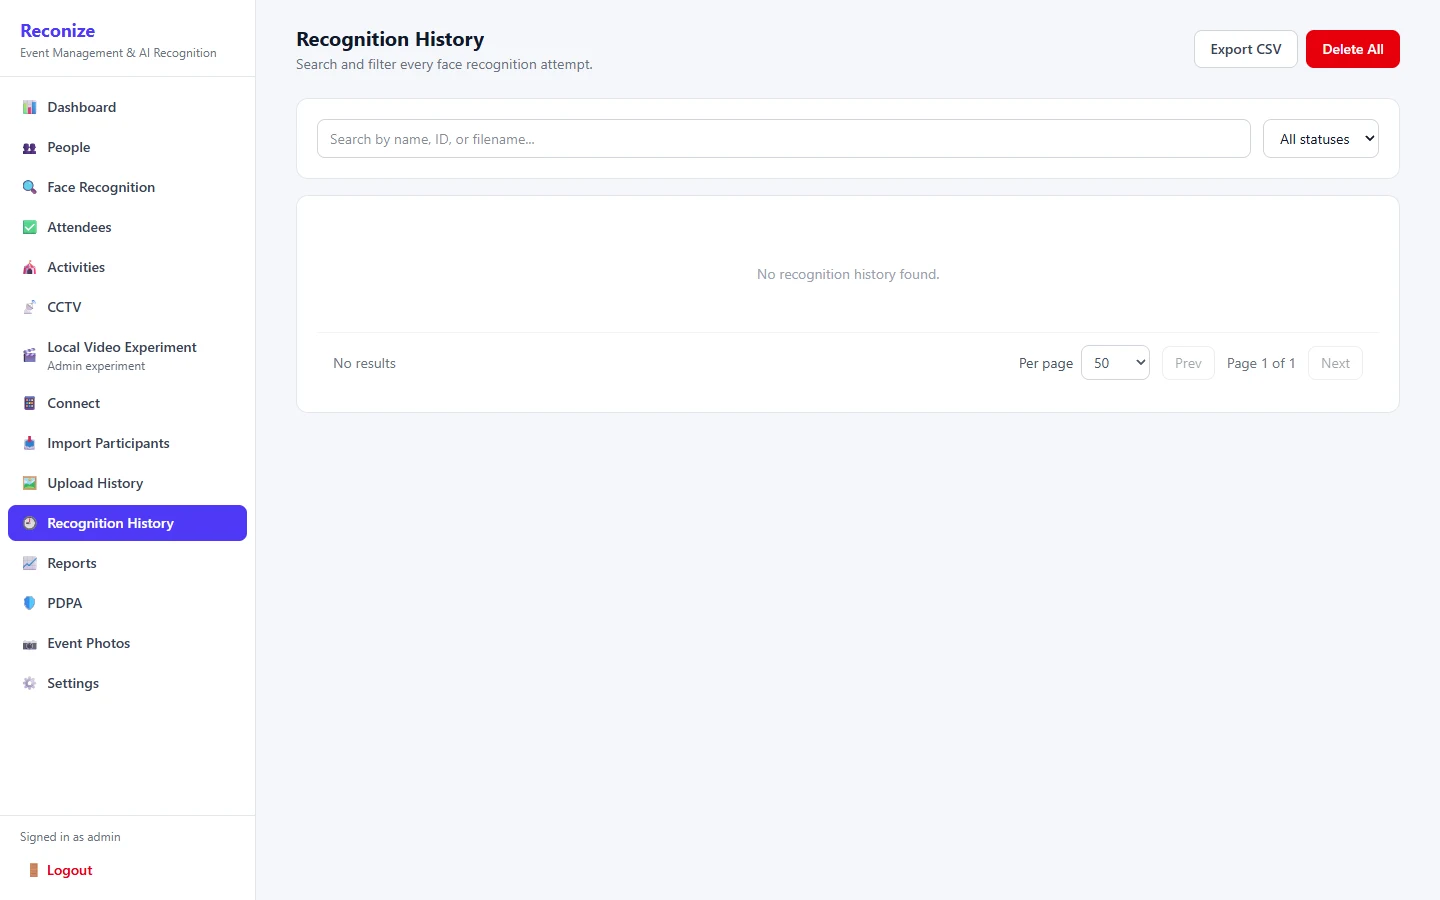 Reconize
Event Management & AI Recognition
Dashboard
People
Face Recognition
Attendees
Activities
CCTV
Local Video Experiment
Admin experiment
Connect
Import Participants
Upload History
Recognition History
Reports
PDPA
Event Photos
Settings
Signed in as admin
Logout
Recognition History
Search and filter every face recognition attempt.
Export CSV
Delete All
Search by name, ID, or filename...
All statuses
No recognition history found.
No results
Per page
50
Prev
Page 1 of 1
Next